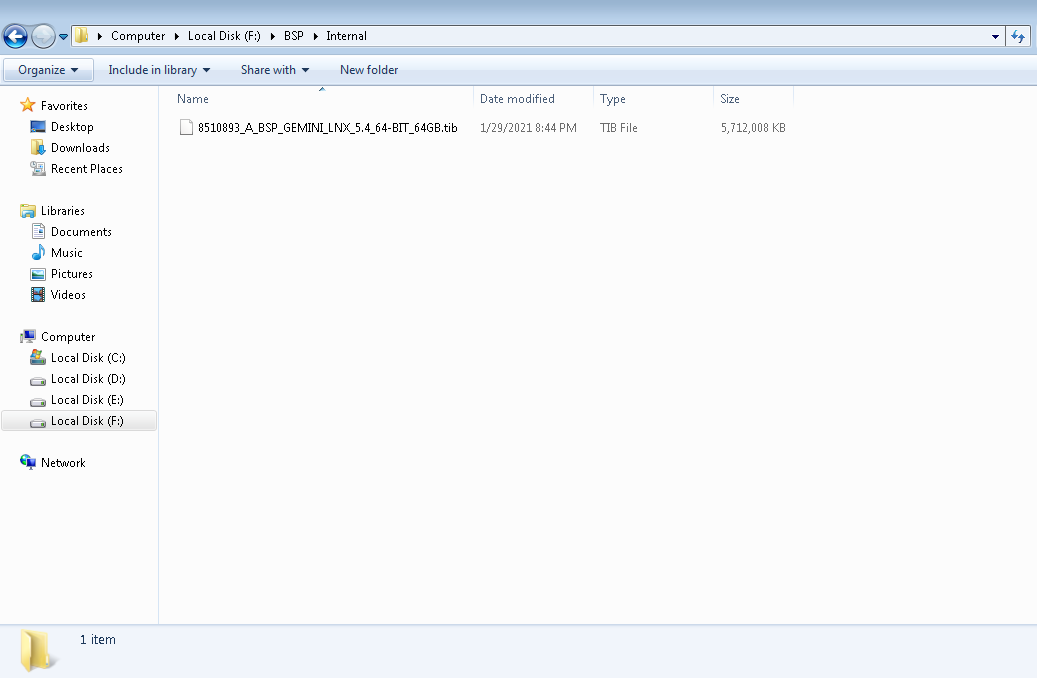 Computer Local Disk (F:) BSP Internal
Organize Include in library Share with New folder
Name Date modified Type Size
8510893_A_BSP_GEMINI_LNX_5.4_64-BIT_64GB.tib 1/29/2021 8:44 PM TIB File 5,712,008 KB
Favorites
Desktop
Downloads
Recent Places
Libraries
Documents
Music
Pictures
Videos
Computer
Local Disk (C:)
Local Disk (D:)
Local Disk (E:)
Local Disk (F:)
Network
1 item